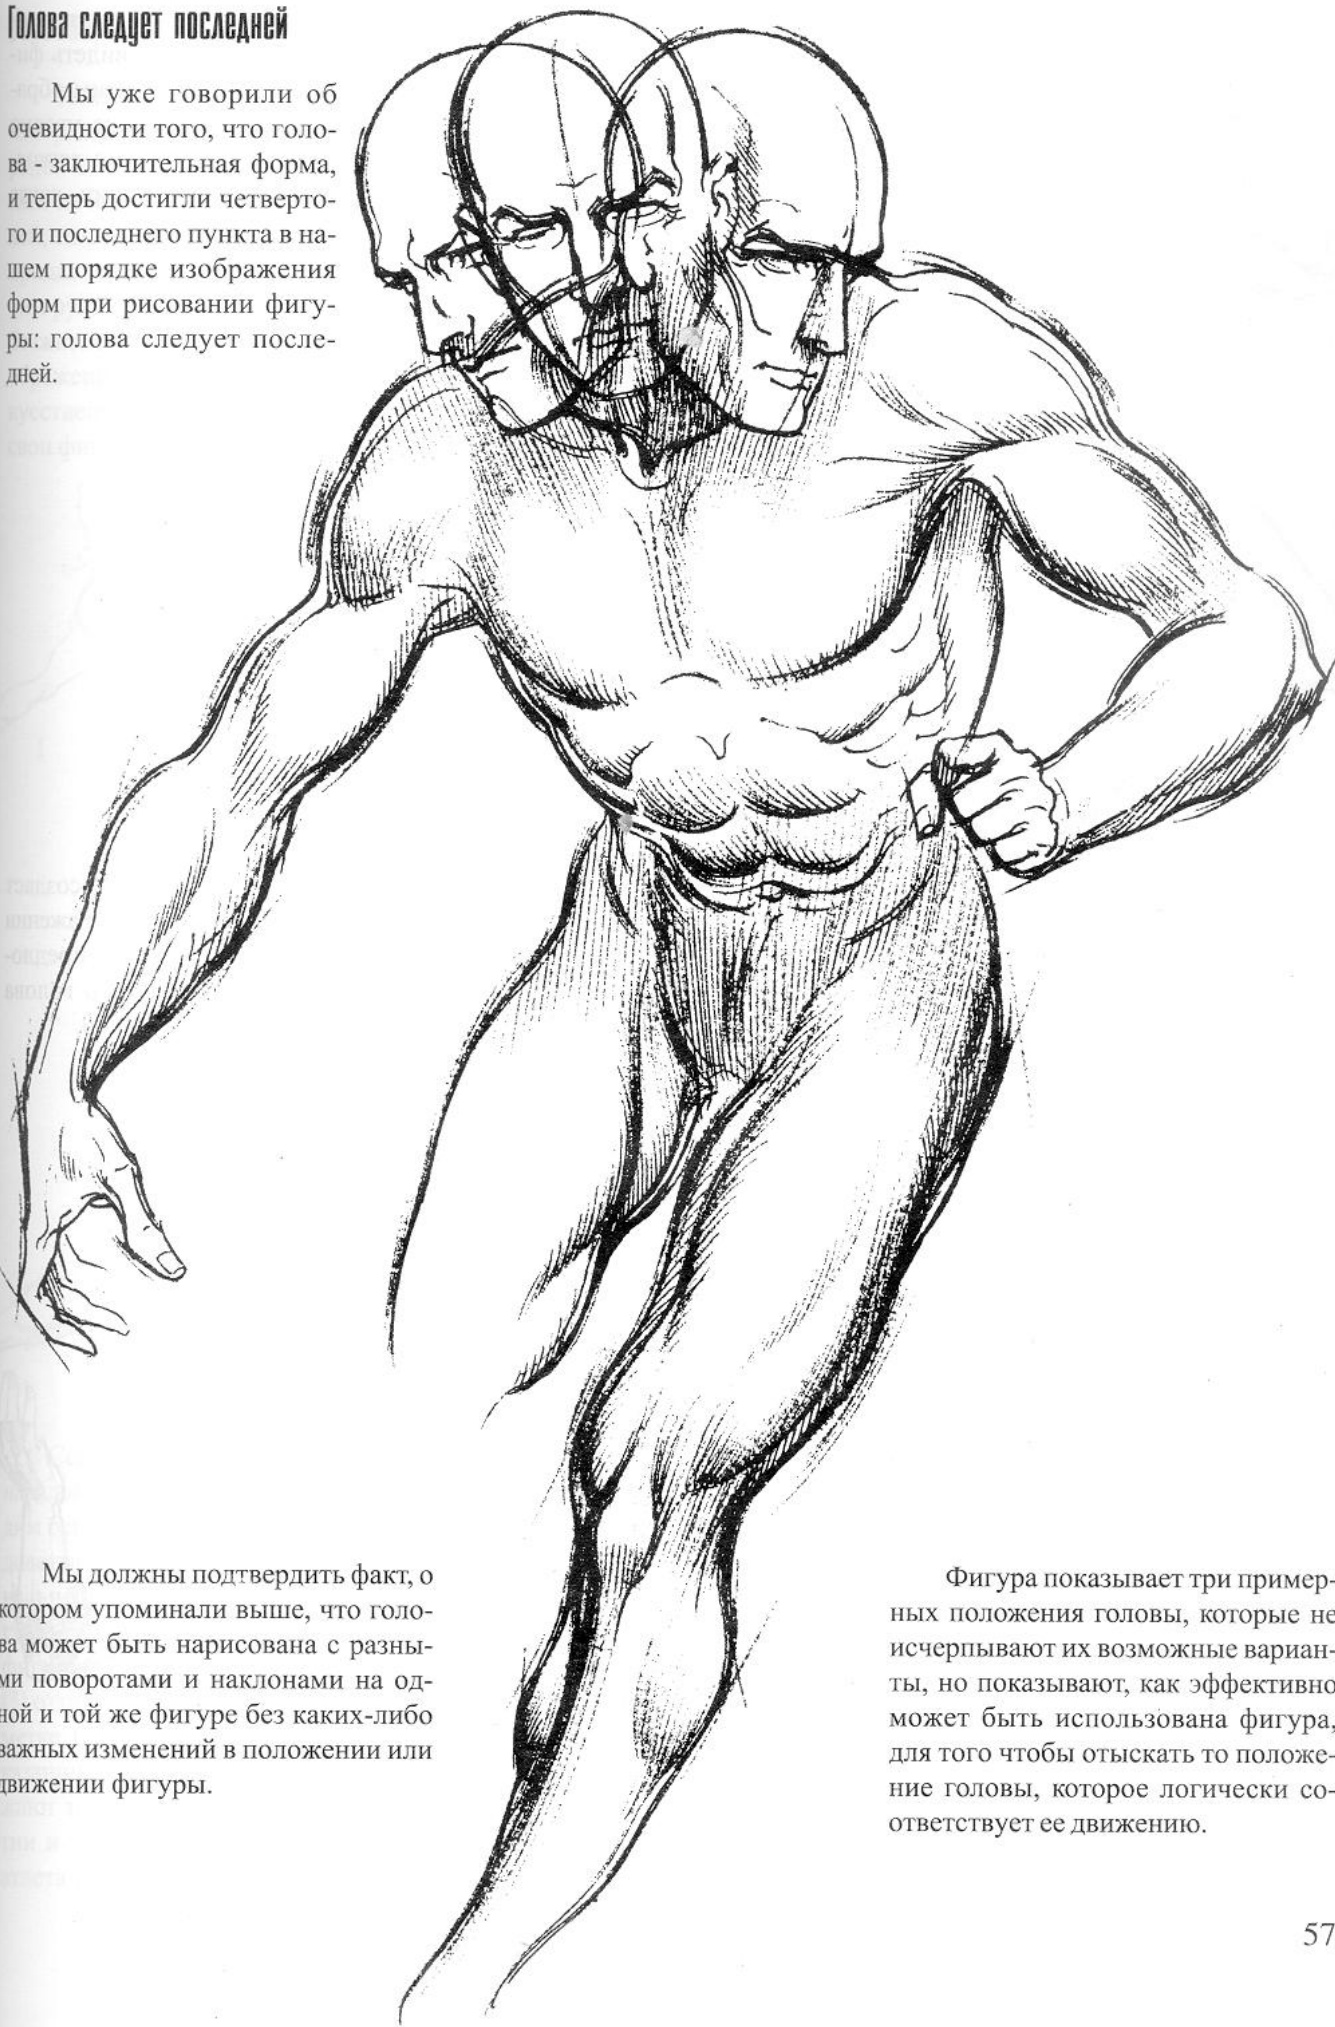 Голова следует последней
Мы уже говорили об
очевидности того, что голо-
ва - заключительная форма,
и теперь достигли четверто-
го и последнего пункта в на-
шем порядке изображения
форм при рисовании фигу-
ры: голова следует после-
дней.
Мы должны подтвердить факт, о
котором упоминали выше, что голо-
ва может быть нарисована с разны-
ми поворотами и наклонами на од-
ной и той же фигуре без каких-либо
важных изменений в положении или
движении фигуры.
Фигура показывает три пример-
ных положения головы, которые не
исчерпывают их возможные вариан-
ты, но показывают, как эффективно
может быть использована фигура,
для того чтобы отыскать то положе-
ние головы, которое логически со-
ответствует ее движению.
57